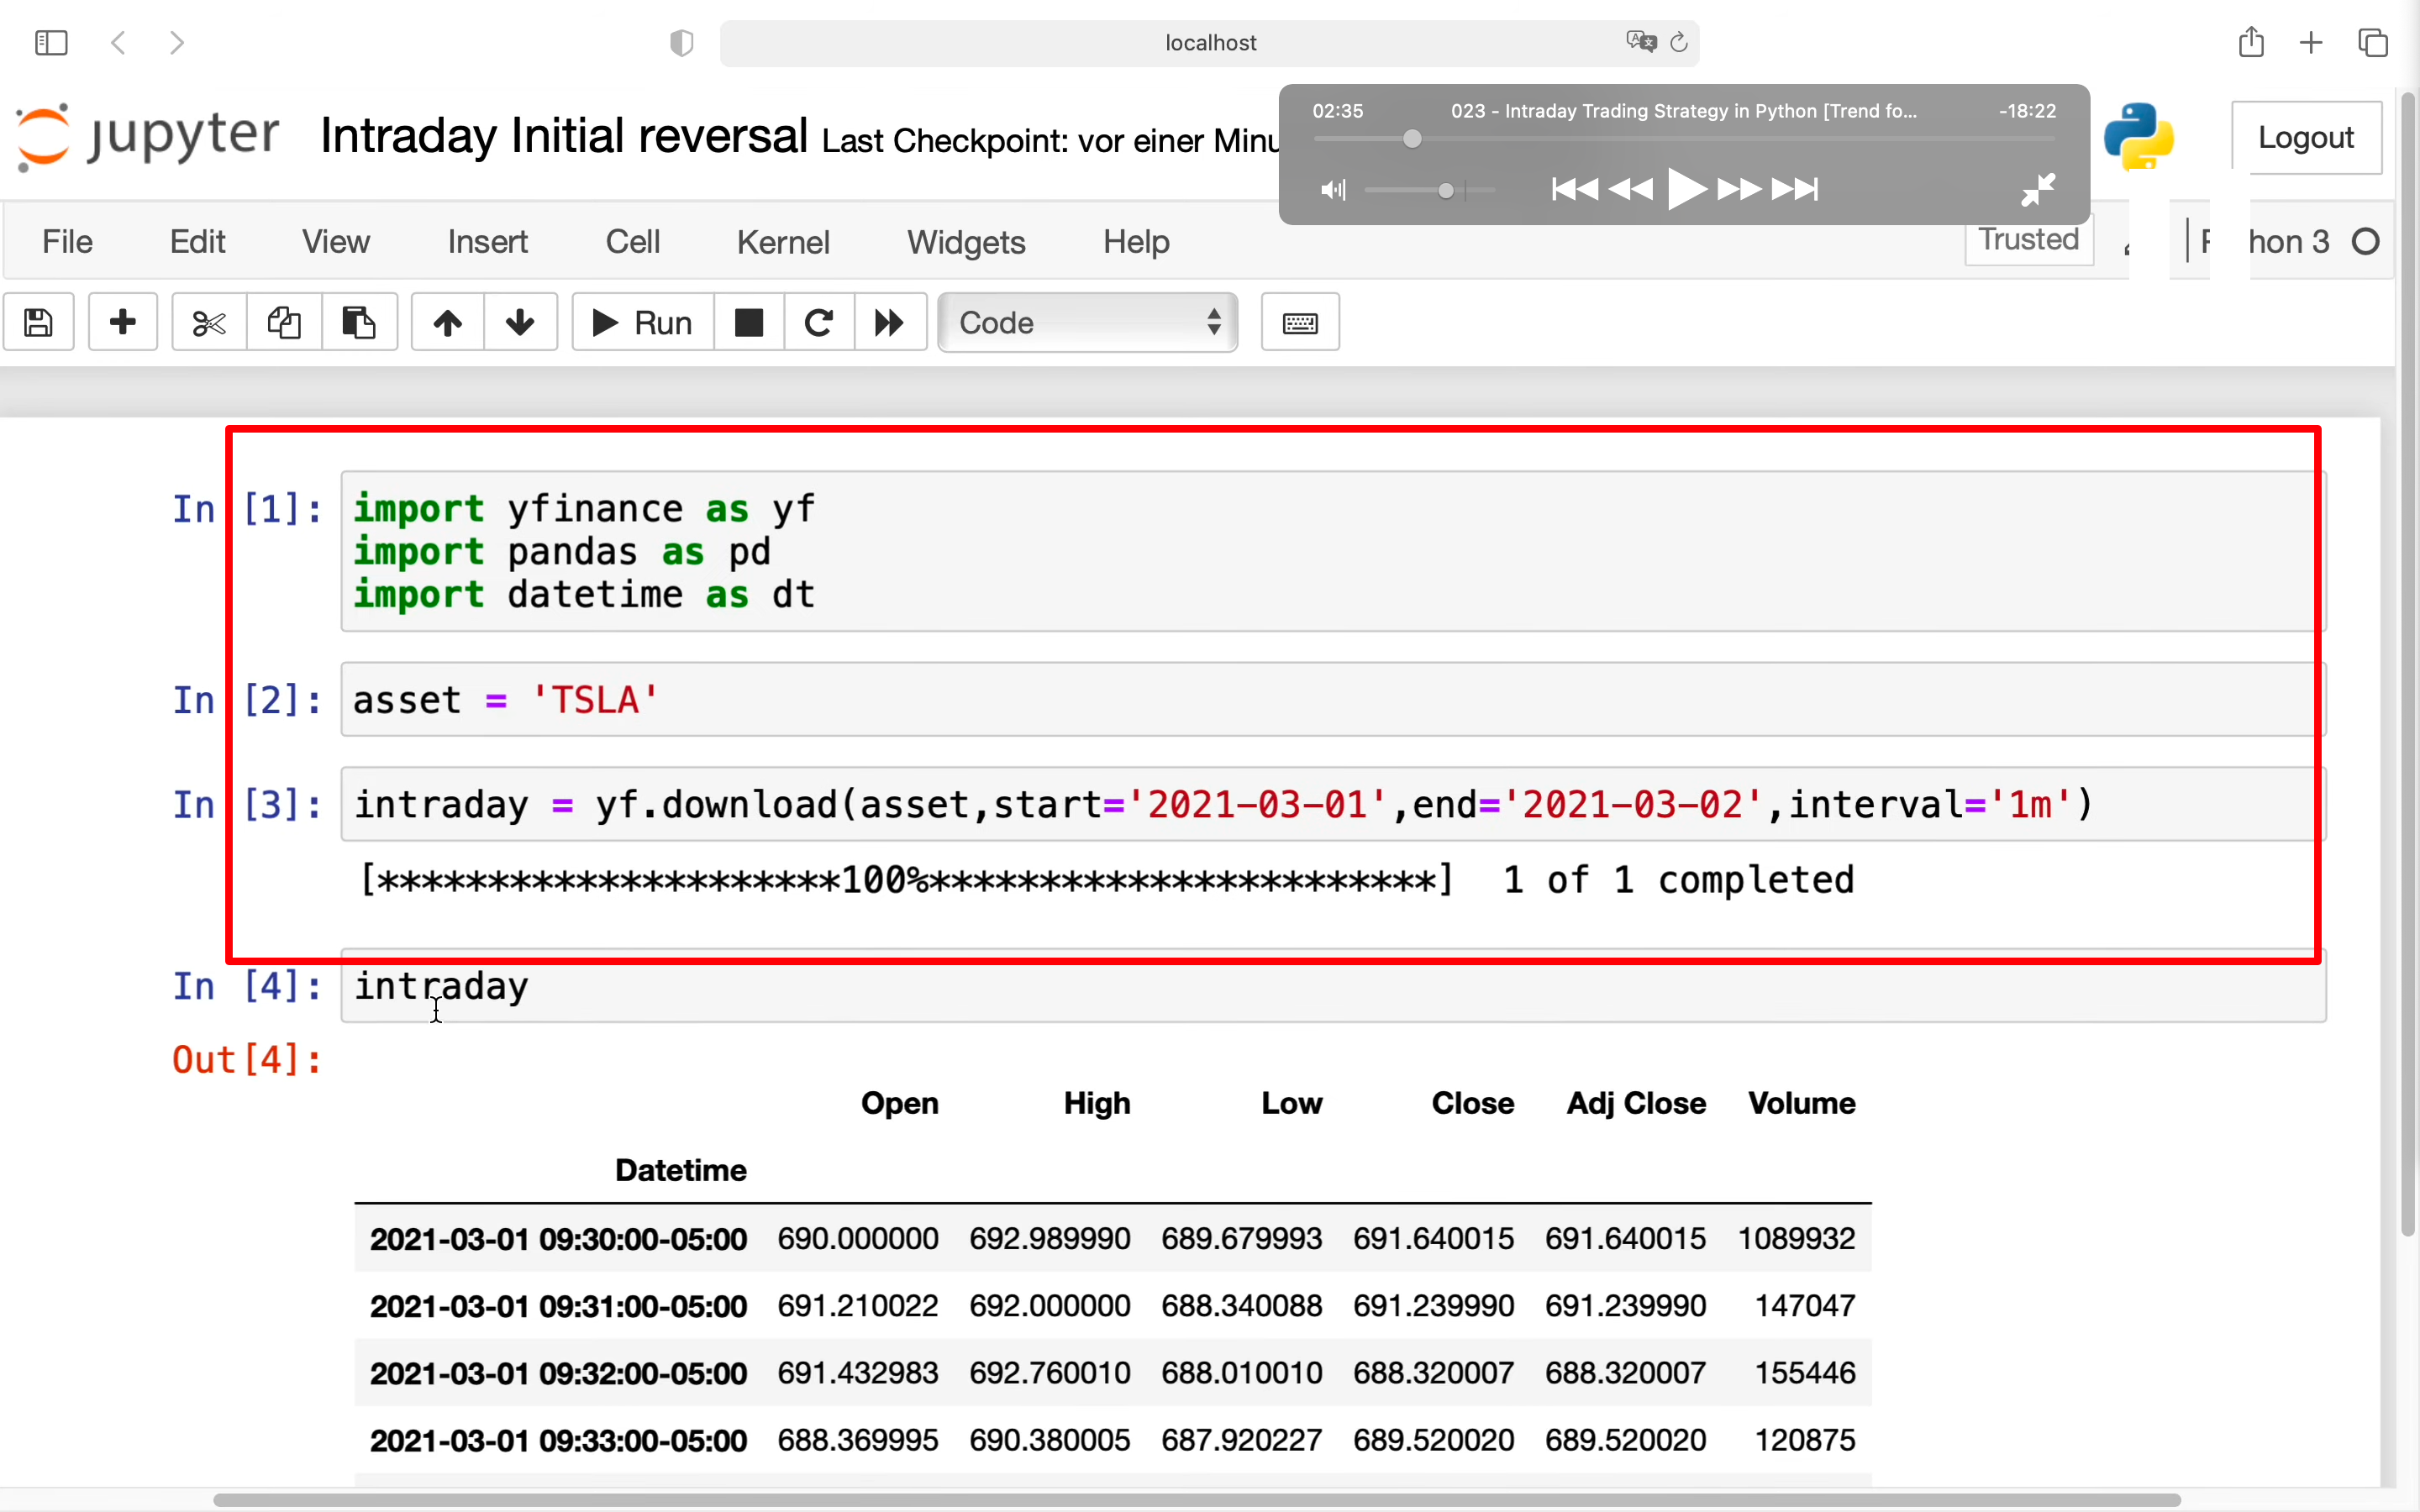 localhost
jupyter Intraday Initial reversal Last Checkpoint: vor einer Minu
02:35 023 - Intraday Trading Strategy in Python [Trend fo... -18:22
Logout
File Edit View Insert Cell Kernel Widgets Help Trusted hon 3
Run Code
In [1]: import yfinance as yf
import pandas as pd
import datetime as dt
In [2]: asset = 'TSLA'
In [3]: intraday = yf.download(asset,start='2021-03-01',end='2021-03-02',interval='1m')
[*********************100%***********************]  1 of 1 completed
In [4]: intraday
Out[4]:
Open High Low Close Adj Close Volume
Datetime
2021-03-01 09:30:00-05:00 690.000000 692.989990 689.679993 691.640015 691.640015 1089932
2021-03-01 09:31:00-05:00 691.210022 692.000000 688.340088 691.239990 691.239990 147047
2021-03-01 09:32:00-05:00 691.432983 692.760010 688.010010 688.320007 688.320007 155446
2021-03-01 09:33:00-05:00 688.369995 690.380005 687.920227 689.520020 689.520020 120875